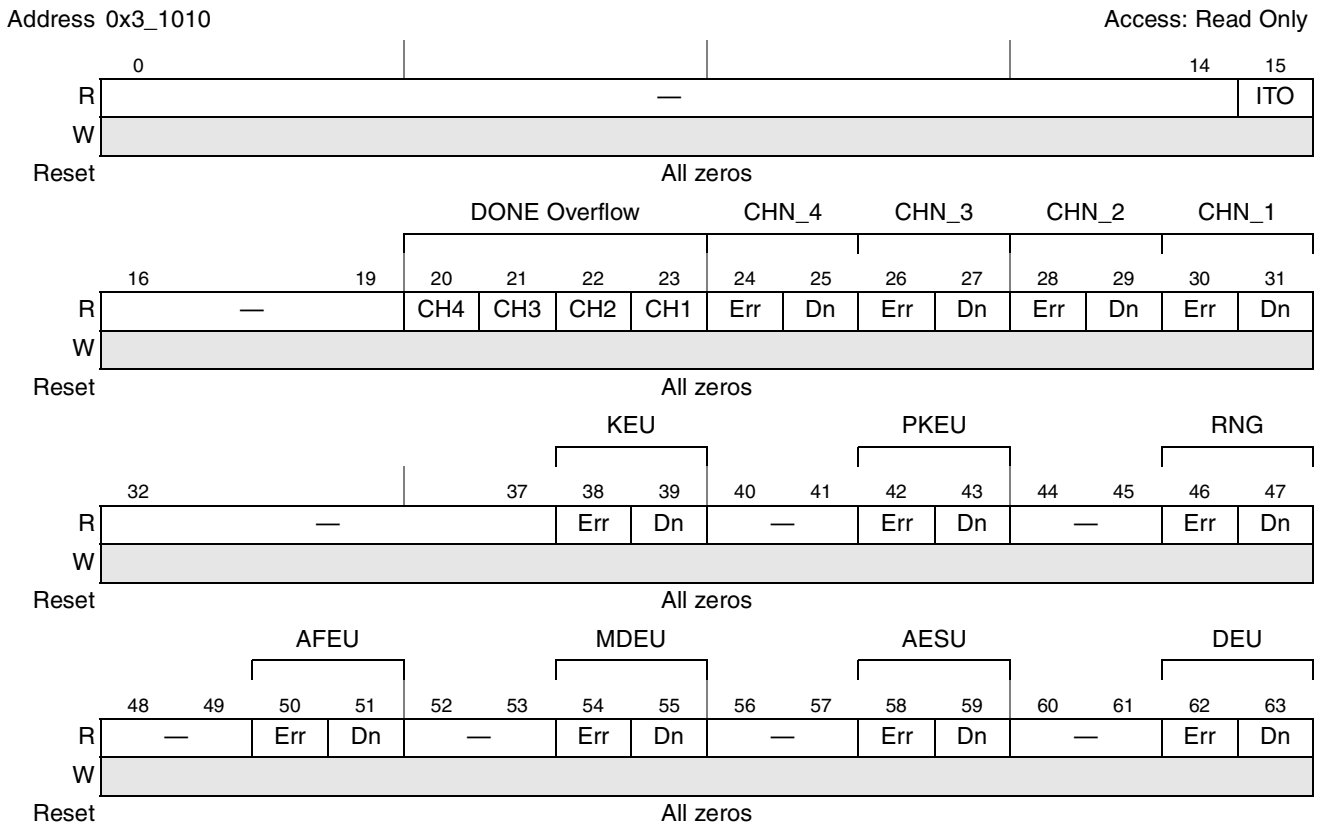 Address 0x3_1010 Access: Read Only
0 14 15
R — ITO
W
Reset All zeros
DONE Overflow CHN_4 CHN_3 CHN_2 CHN_1
16 19 20 21 22 23 24 25 26 27 28 29 30 31
R — CH4 CH3 CH2 CH1 Err Dn Err Dn Err Dn Err Dn
W
Reset All zeros
KEU PKEU RNG
32 37 38 39 40 41 42 43 44 45 46 47
R — Err Dn — Err Dn — Err Dn
W
Reset All zeros
AFEU MDEU AESU DEU
48 49 50 51 52 53 54 55 56 57 58 59 60 61 62 63
R — Err Dn — Err Dn — Err Dn — Err Dn
W
Reset All zeros